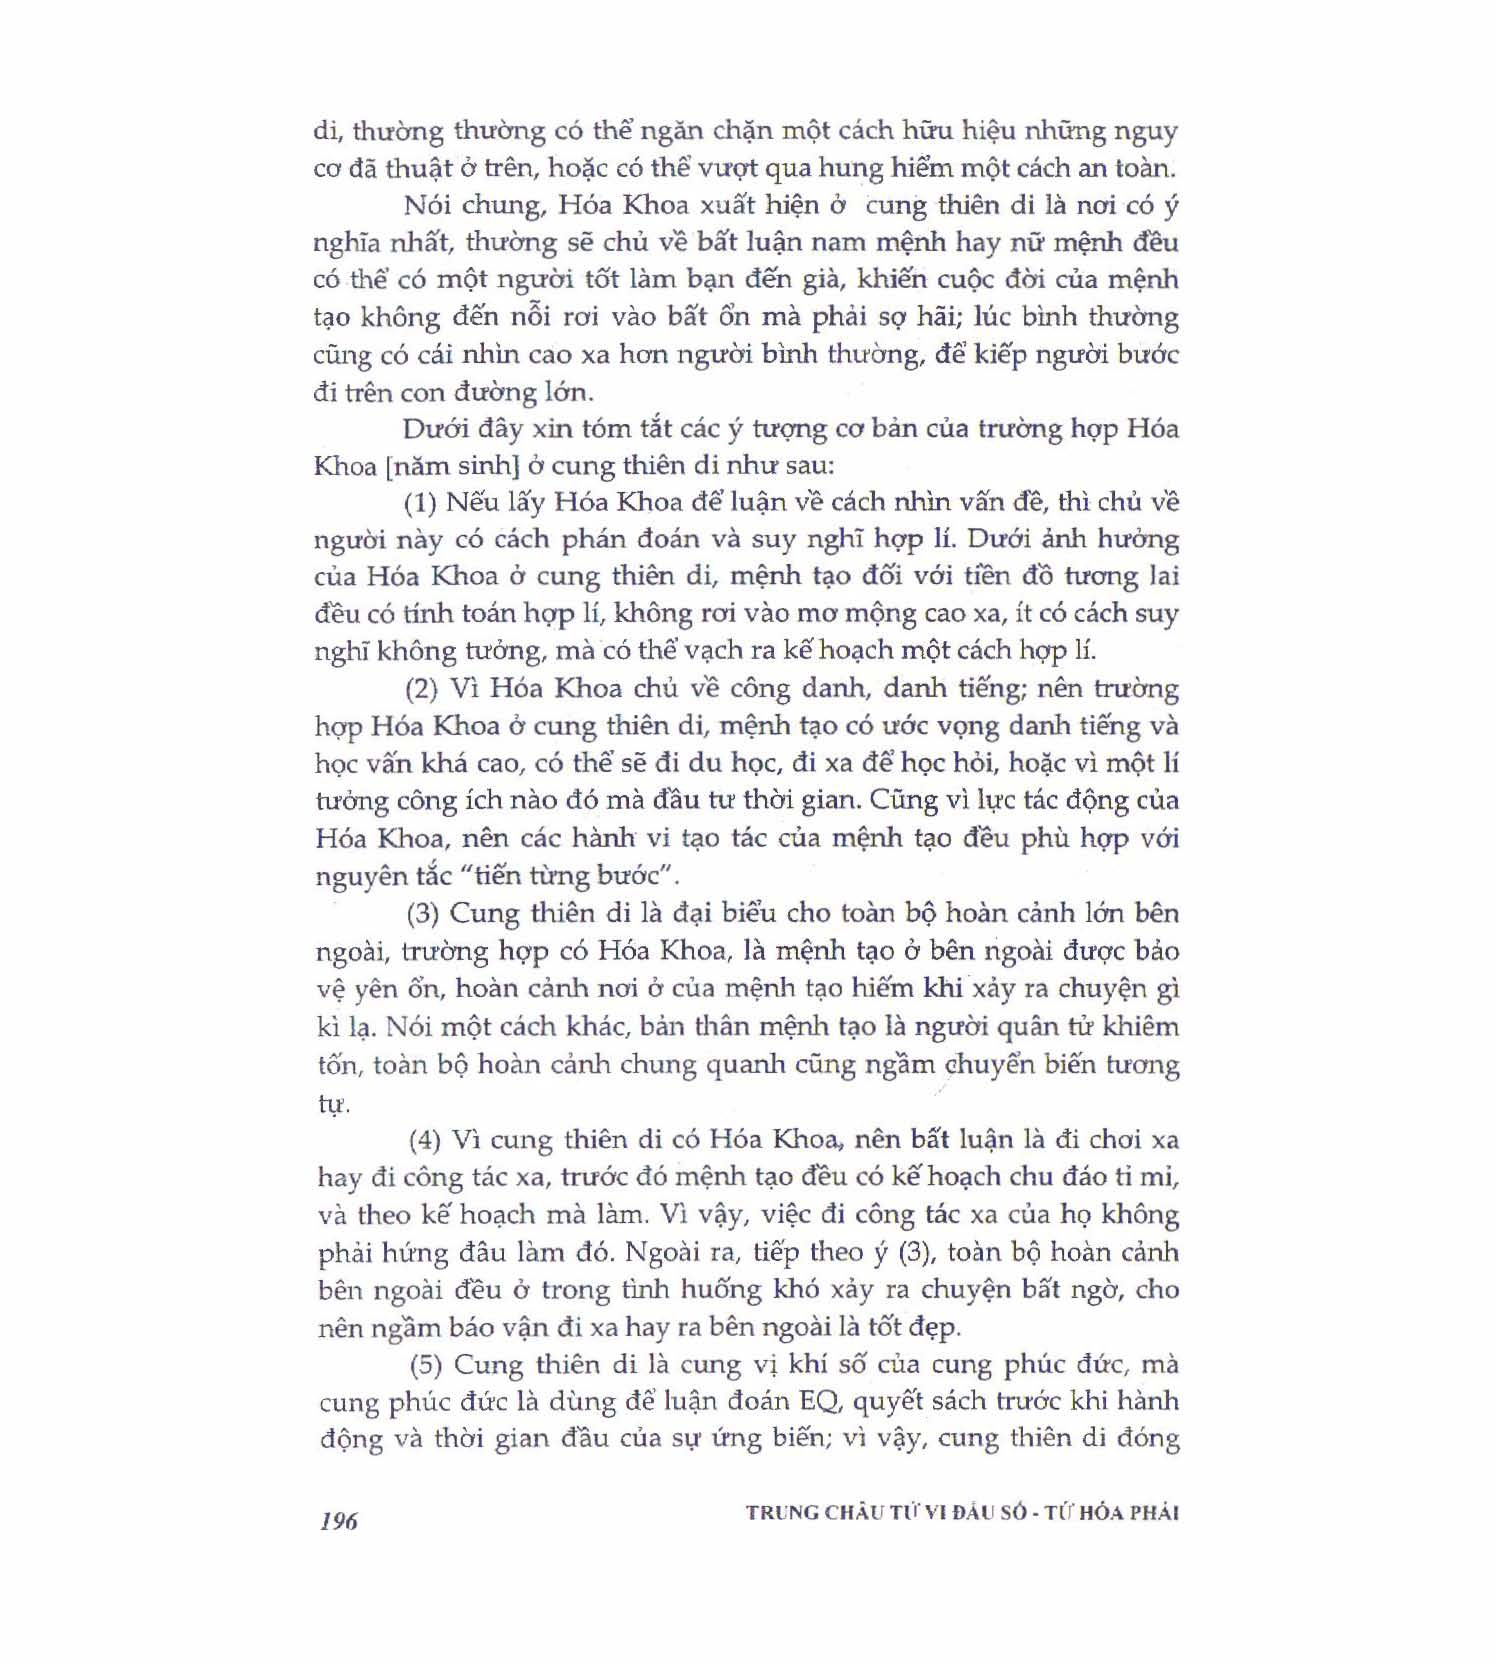 di, thường thường có thể ngăn chặn một cách hữu hiệu những nguy
cơ đã thuật ở trên, hoặc có thể vượt qua hung hiểm một cách an toàn.
Nói chung, Hóa Khoa xuất hiện ở cung thiên di là nơi có ý
nghĩa nhất, thường sẽ chủ về bất luận nam mệnh hay nữ mệnh đều
có thể có một người tốt làm bạn đến già, khiến cuộc đời của mệnh
tạo không đến nỗi rơi vào bất ổn mà phải sợ hãi; lúc bình thường
cũng có cái nhìn cao xa hơn người bình thường, để kiếp người bước
đi trên con đường lớn.
Dưới đây xin tóm tắt các ý tượng cơ bản của trường hợp Hóa
Khoa [năm sinh] ở cung thiên di như sau:
(1) Nếu lấy Hóa Khoa để luận về cách nhìn vấn đề, thì chủ về
người này có cách phán đoán và suy nghĩ hợp lí. Dưới ảnh hưởng
của Hóa Khoa ở cung thiên di, mệnh tạo đối với tiền đồ tương lai
đều có tính toán hợp lí, không rơi vào mơ mộng cao xa, ít có cách suy
nghĩ không tưởng, mà có thể vạch ra kế hoạch một cách hợp lí.
(2) Vì Hóa Khoa chủ về công danh, danh tiếng; nên trường
hợp Hóa Khoa ở cung thiên di, mệnh tạo có ước vọng danh tiếng và
học vấn khá cao, có thể sẽ đi du học, đi xa để học hỏi, hoặc vì một lí
tưởng công ích nào đó mà đầu tư thời gian. Cũng vì lực tác động của
Hóa Khoa, nên các hành vi tạo tác của mệnh tạo đều phù hợp với
nguyên tắc "tiến từng bước".
(3) Cung thiên di là đại biểu cho toàn bộ hoàn cảnh lớn bên
ngoài, trường hợp có Hóa Khoa, là mệnh tạo ở bên ngoài được bảo
vệ yên ổn, hoàn cảnh nơi ở của mệnh tạo hiếm khi xảy ra chuyện gì
kì lạ. Nói một cách khác, bản thân mệnh tạo là người quân tử khiêm
tốn, toàn bộ hoàn cảnh chung quanh cũng ngầm chuyển biến tương
tự.
(4) Vì cung thiên di có Hóa Khoa, nên bất luận là đi chơi xa
hay đi công tác xa, trước đó mệnh tạo đều có kế hoạch chu đáo tỉ mỉ,
và theo kế hoạch mà làm. Vì vậy, việc đi công tác xa của họ không
phải hứng đâu làm đó. Ngoài ra, tiếp theo ý (3), toàn bộ hoàn cảnh
bên ngoài đều ở trong tình huống khó xảy ra chuyện bất ngờ, cho
nên ngầm báo vận đi xa hay ra bên ngoài là tốt đẹp.
(5) Cung thiên di là cung vị khí số của cung phúc đức, mà
cung phúc đức là dùng để luận đoán EQ, quyết sách trước khi hành
động và thời gian đầu của sự ứng biến; vì vậy, cung thiên di đóng
196
TRUNG CHÂU TỬ VI ĐẨU SỐ - TỨ HÓA PHÁI